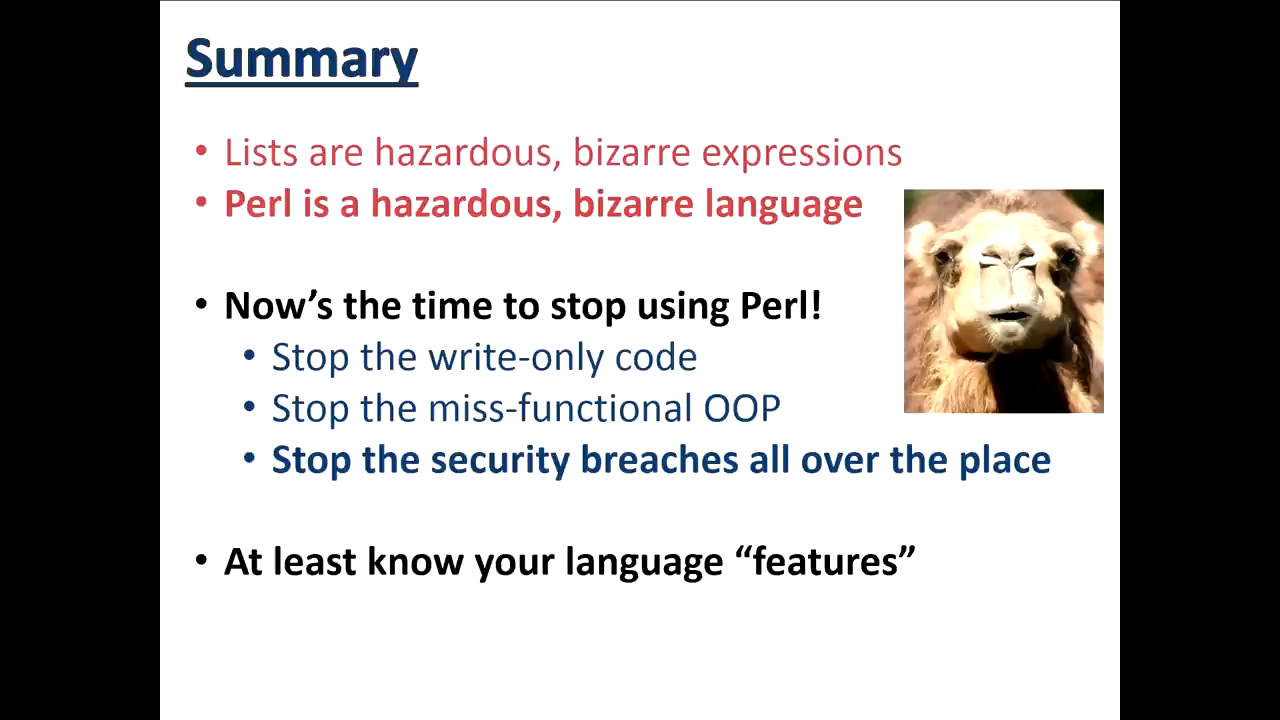 Summary
• Lists are hazardous, bizarre expressions
• Perl is a hazardous, bizarre language
• Now’s the time to stop using Perl!
• Stop the write-only code
• Stop the miss-functional OOP
• Stop the security breaches all over the place
• At least know your language “features”